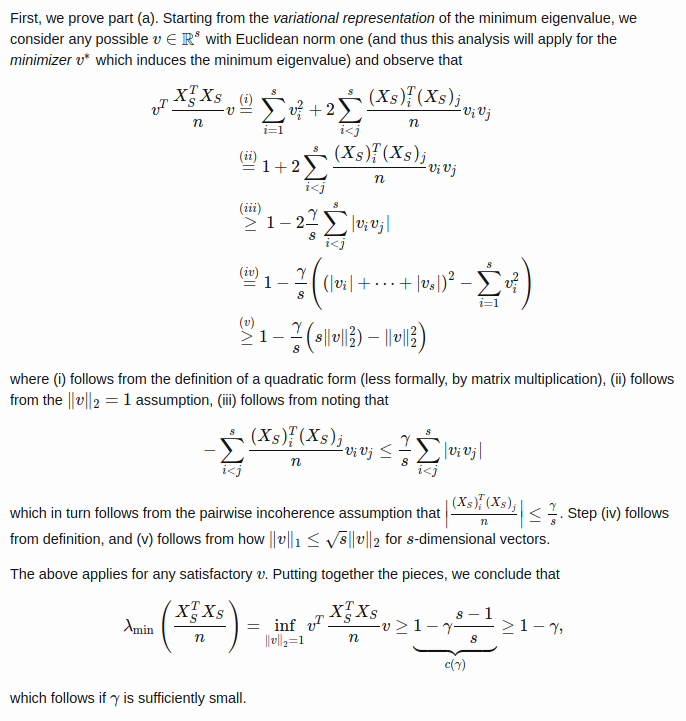 First, we prove part (a). Starting from the variational representation of the minimum eigenvalue, we
consider any possible $v \in \mathbb{R}^s$ with Euclidean norm one (and thus this analysis will apply for the
minimizer $v^*$ which induces the minimum eigenvalue) and observe that
$v^T \frac{X_S^T X_S}{n} v \overset{(i)}{=} \sum_{i=1}^{s} v_i^2 + 2 \sum_{i<j}^{s} \frac{(X_S)_i^T (X_S)_j}{n} v_i v_j$
$\overset{(ii)}{=} 1 + 2 \sum_{i<j}^{s} \frac{(X_S)_i^T (X_S)_j}{n} v_i v_j$
$\overset{(iii)}{\geq} 1 - 2 \frac{\gamma}{s} \sum_{i<j}^{s} |v_i v_j|$
$\overset{(iv)}{=} 1 - \frac{\gamma}{s} \left( (|v_i| + \cdots + |v_s|)^2 - \sum_{i=1}^{s} v_i^2 \right)$
$\overset{(v)}{\geq} 1 - \frac{\gamma}{s} \left( s \|v\|_2^2) - \|v\|_2^2 \right)$
where (i) follows from the definition of a quadratic form (less formally, by matrix multiplication), (ii) follows
from the $\|v\|_2 = 1$ assumption, (iii) follows from noting that
$- \sum_{i<j}^{s} \frac{(X_S)_i^T (X_S)_j}{n} v_i v_j \leq \frac{\gamma}{s} \sum_{i<j}^{s} |v_i v_j|$
which in turn follows from the pairwise incoherence assumption that $\left| \frac{(X_S)_i^T (X_S)_j}{n} \right| \leq \frac{\gamma}{s}$. Step (iv) follows
from definition, and (v) follows from how $\|v\|_1 \leq \sqrt{s} \|v\|_2$ for $s$-dimensional vectors.
The above applies for any satisfactory $v$. Putting together the pieces, we conclude that
$\lambda_{\min} \left( \frac{X_S^T X_S}{n} \right) = \inf_{\|v\|_2 = 1} v^T \frac{X_S^T X_S}{n} v \geq \underbrace{1 - \gamma \frac{s-1}{s}}_{c(\gamma)} \geq 1 - \gamma,$
which follows if $\gamma$ is sufficiently small.